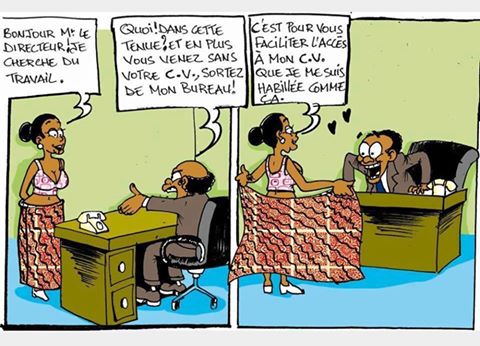 BONJOUR Mr LE
DIRECTEUR! JE
CHERCHE DU
TRAVAIL.
QUOI! DANS CETTE
TENUE? ET EN PLUS
VOUS VENEZ SANS
VOTRE C.V., SORTEZ
DE MON BUREAU!
C'EST POUR VOUS
FACILITER L'ACCÈS
À MON C.V.
QUE JE ME SUIS
HABILLÉE COMME
ÇA.